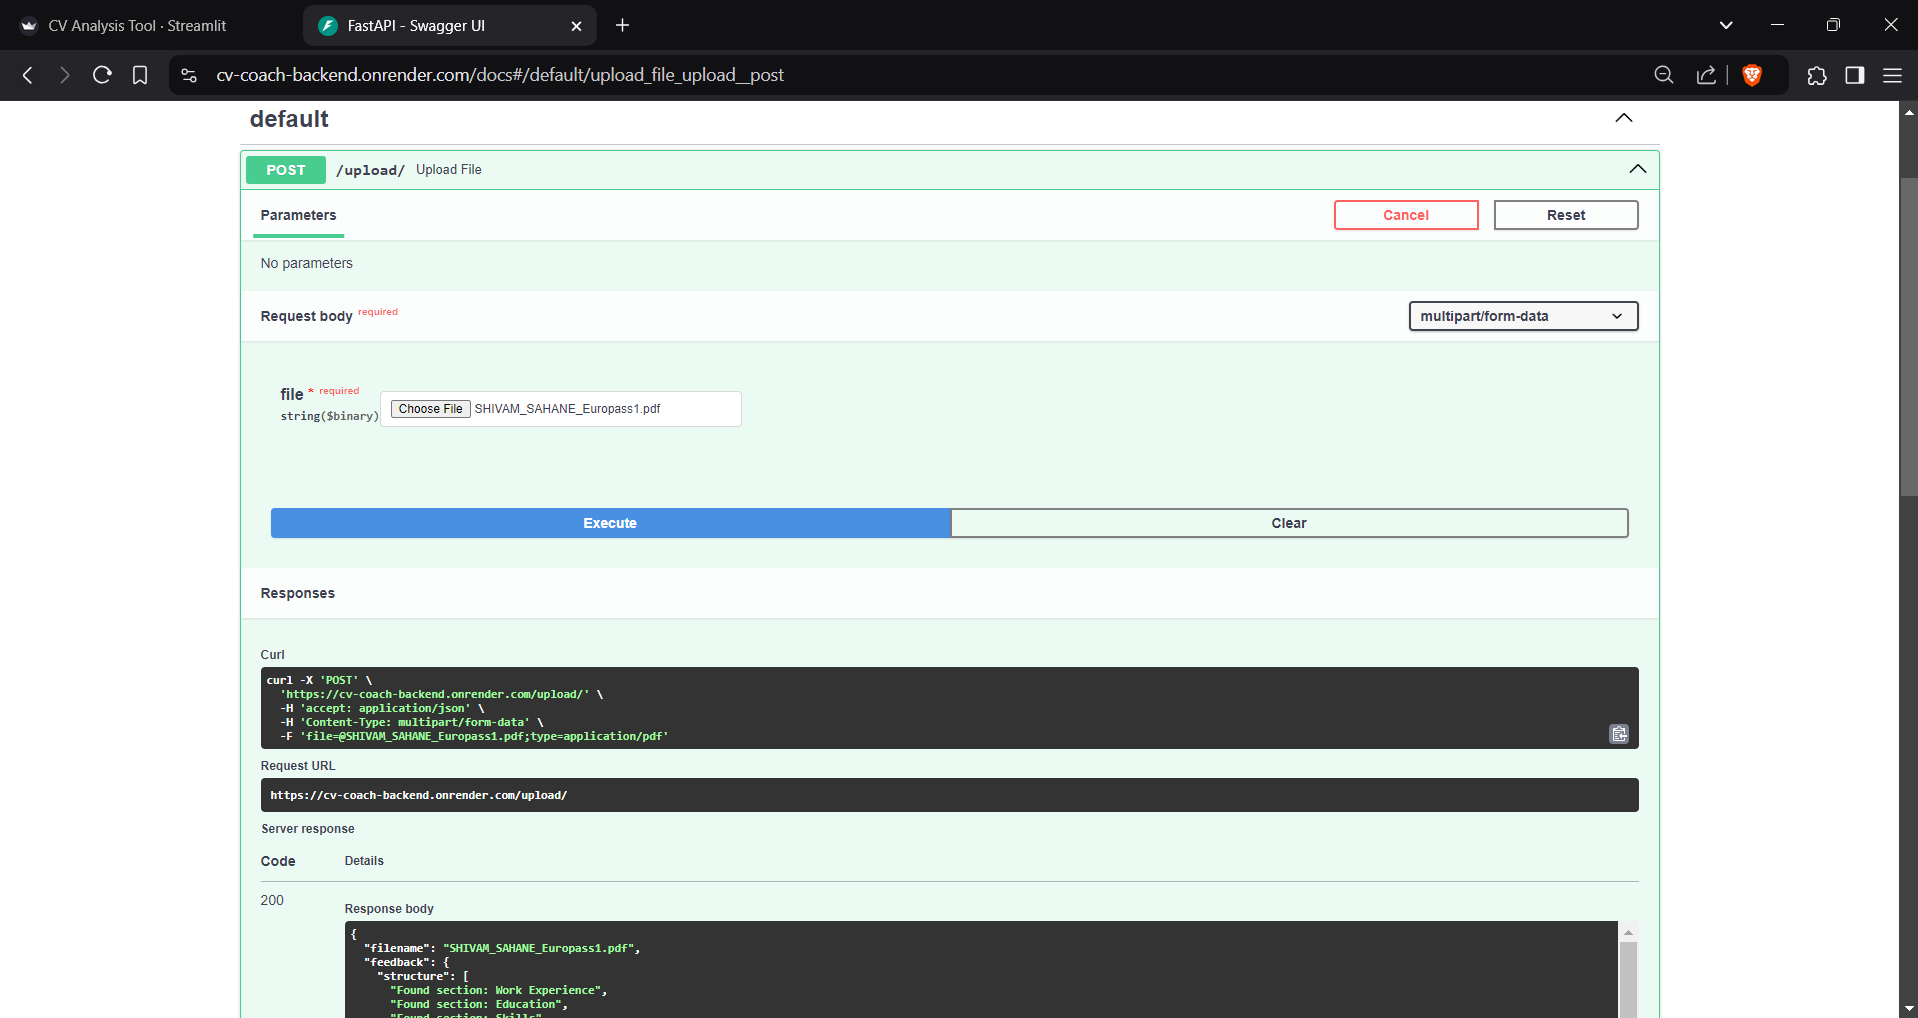 CV Analysis Tool · Streamlit
FastAPI - Swagger UI
cv-coach-backend.onrender.com/docs#/default/upload_file_upload__post
default
POST /upload/ Upload File
Parameters
Cancel
Reset
No parameters
Request body required
multipart/form-data
file * required
string($binary)
Choose File SHIVAM_SAHANE_Europass1.pdf
Execute
Clear
Responses
Curl
curl -X 'POST' \
'https://cv-coach-backend.onrender.com/upload/' \
-H 'accept: application/json' \
-H 'Content-Type: multipart/form-data' \
-F 'file=@SHIVAM_SAHANE_Europass1.pdf;type=application/pdf'
Request URL
https://cv-coach-backend.onrender.com/upload/
Server response
Code Details
200
Response body
{
"filename": "SHIVAM_SAHANE_Europass1.pdf",
"feedback": {
"structure": [
"Found section: Work Experience",
"Found section: Education",
"Found section: Skills"